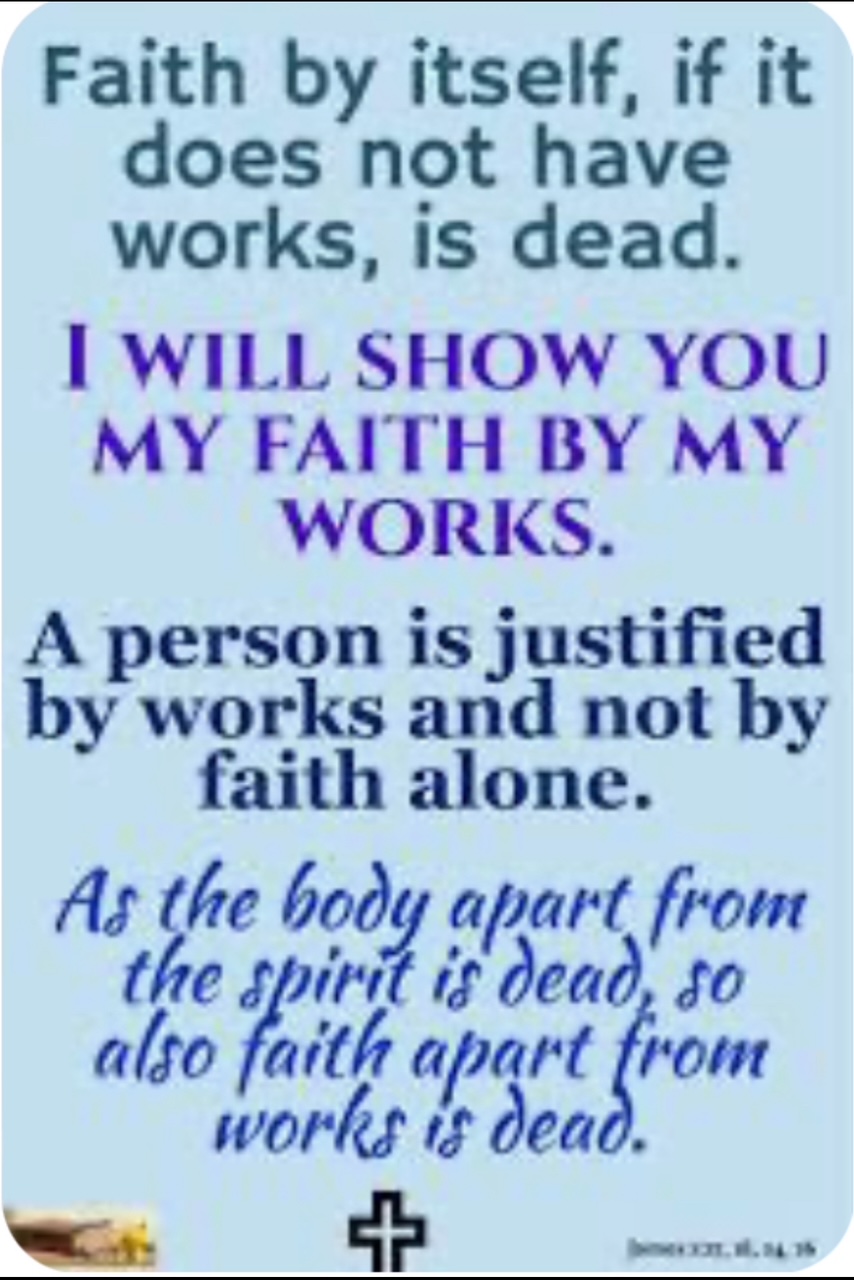 Faith by itself, if it
does not have
works, is dead.
I WILL SHOW YOU
MY FAITH BY MY
WORKS.
A person is justified
by works and not by
faith alone.
As the body apart from
the spirit is dead, so
also faith apart from
works is dead.